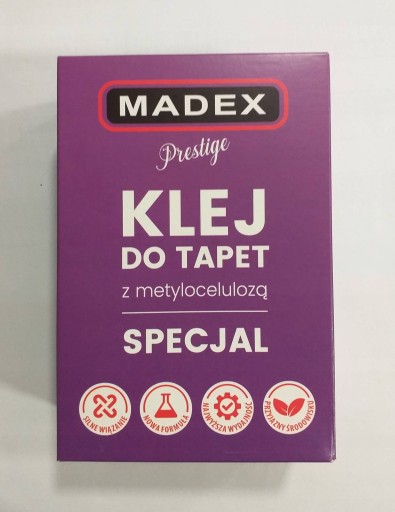 MADEX
Prestige
KLEJ
DO TAPET
z metylocelulozą
SPECJAL
SILNE WIĄZANIE
NOWA FORMUŁA
NAJWYŻSZA WYDAJNOŚĆ
PRZYJAZNY ŚRODOWISKU